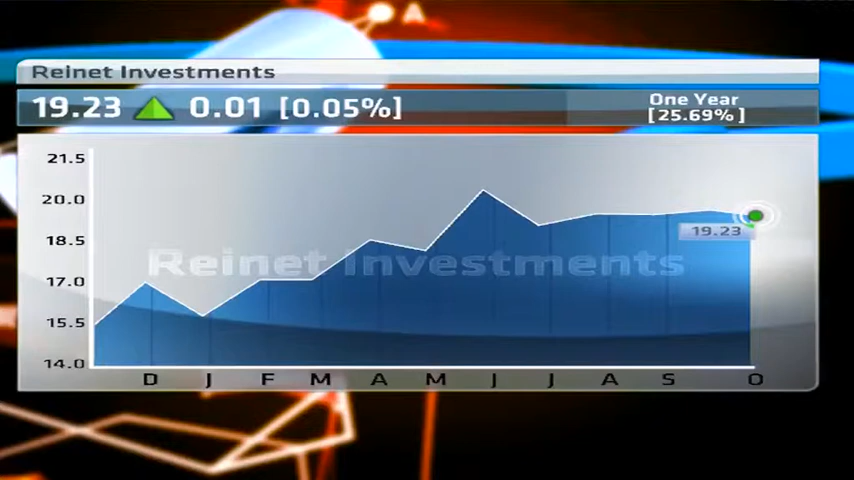 A
Reinet Investments
19.23 0.01 [0.05%]
One Year
[25.69%]
21.5
20.0
18.5
17.0
15.5
14.0
Reinet Investments
19.23
D J F M A M J J A S O